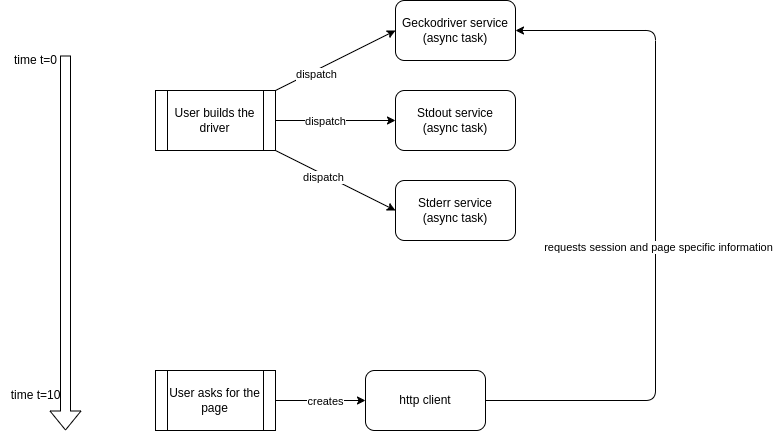 Geckodriver service
(async task)
time t=0
dispatch
User builds the
driver
dispatch
Stdout service
(async task)
dispatch
Stderr service
(async task)
requests session and page specific information
time t=10
User asks for the
page
creates
http client